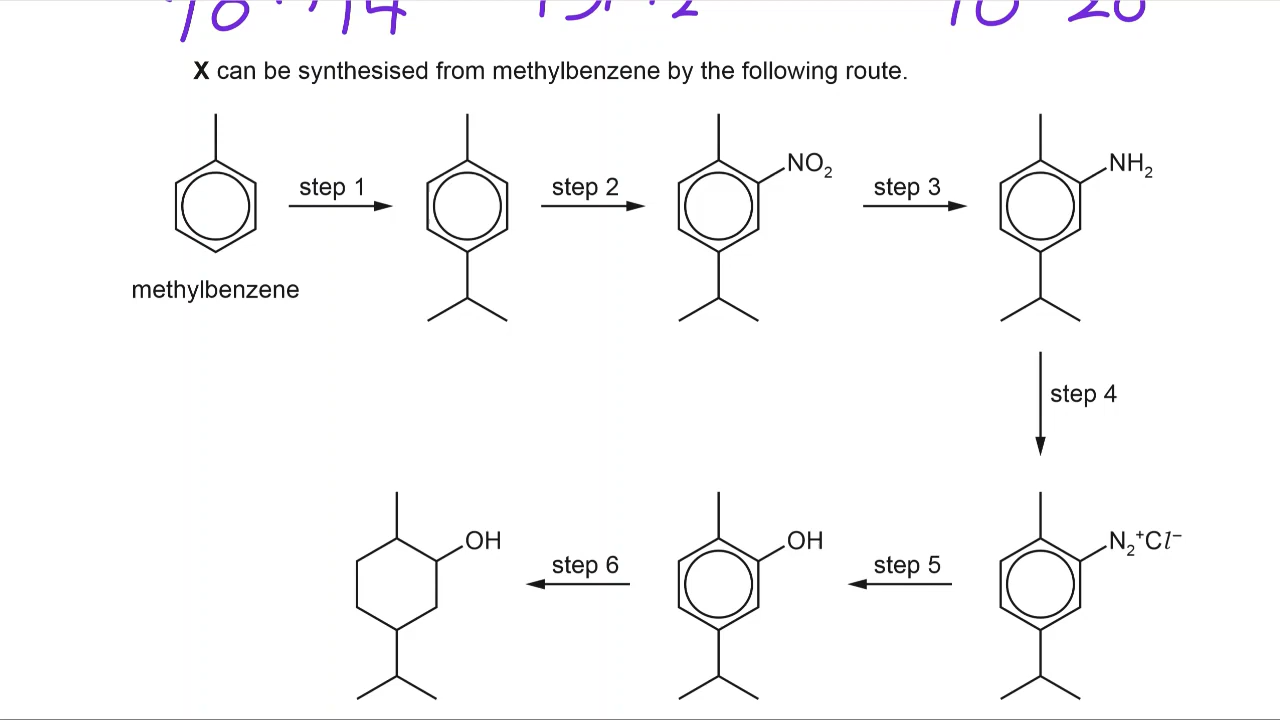 X can be synthesised from methylbenzene by the following route.
NO₂
NH₂
step 1
step 2
step 3
methylbenzene
step 4
OH
OH
N₂⁺Cl⁻
step 6
step 5